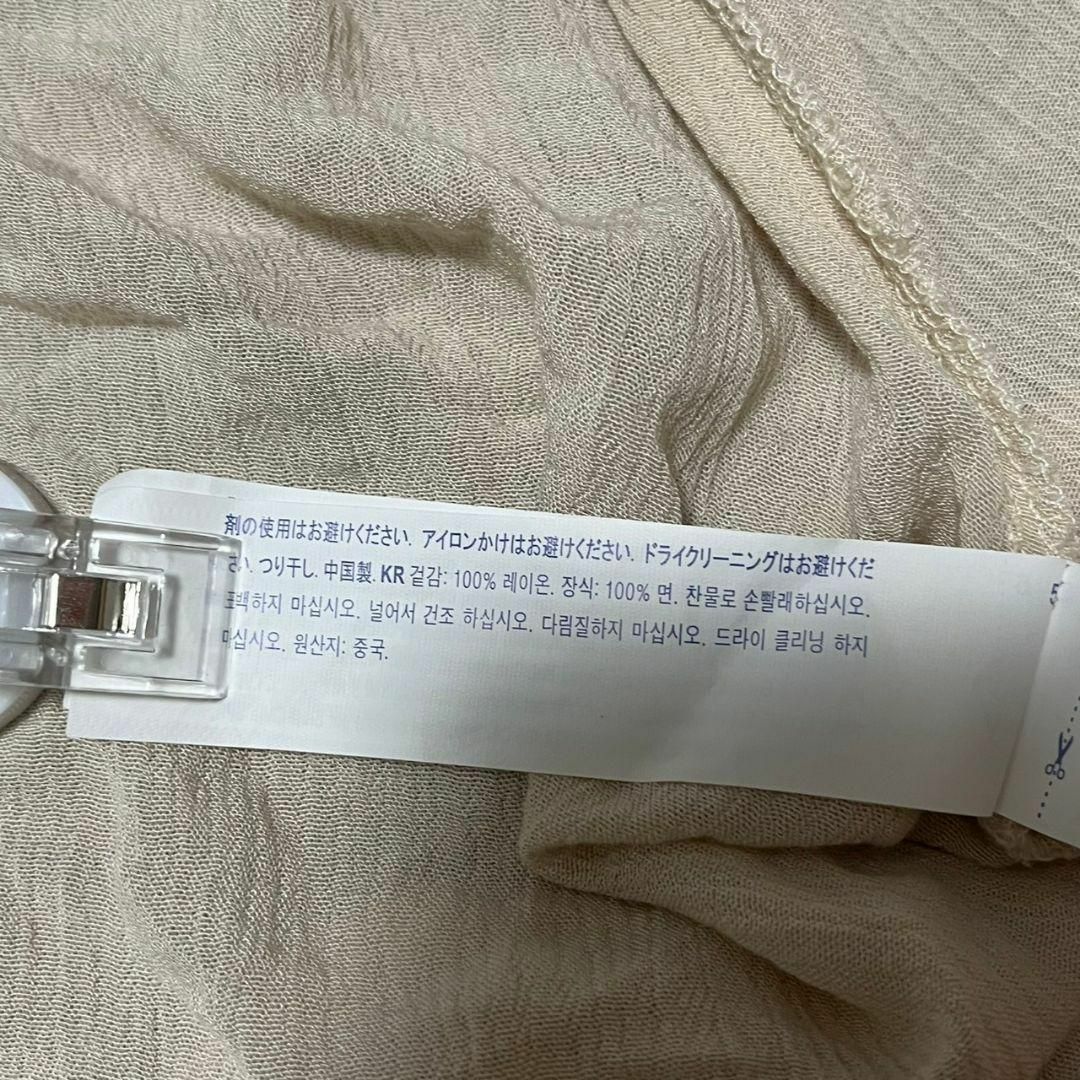 剤の使用はお避けください. アイロンかけはお避けください. ドライクリーニングはお避けくだ
さい. つり干し. 中国製. KR 겉감: 100% 레이온. 장식: 100% 면. 찬물로 손빨래하십시오.
표백하지 마십시오. 널어서 건조 하십시오. 다림질하지 마십시오. 드라이 클리닝 하지
마십시오. 원산지: 중국.
5